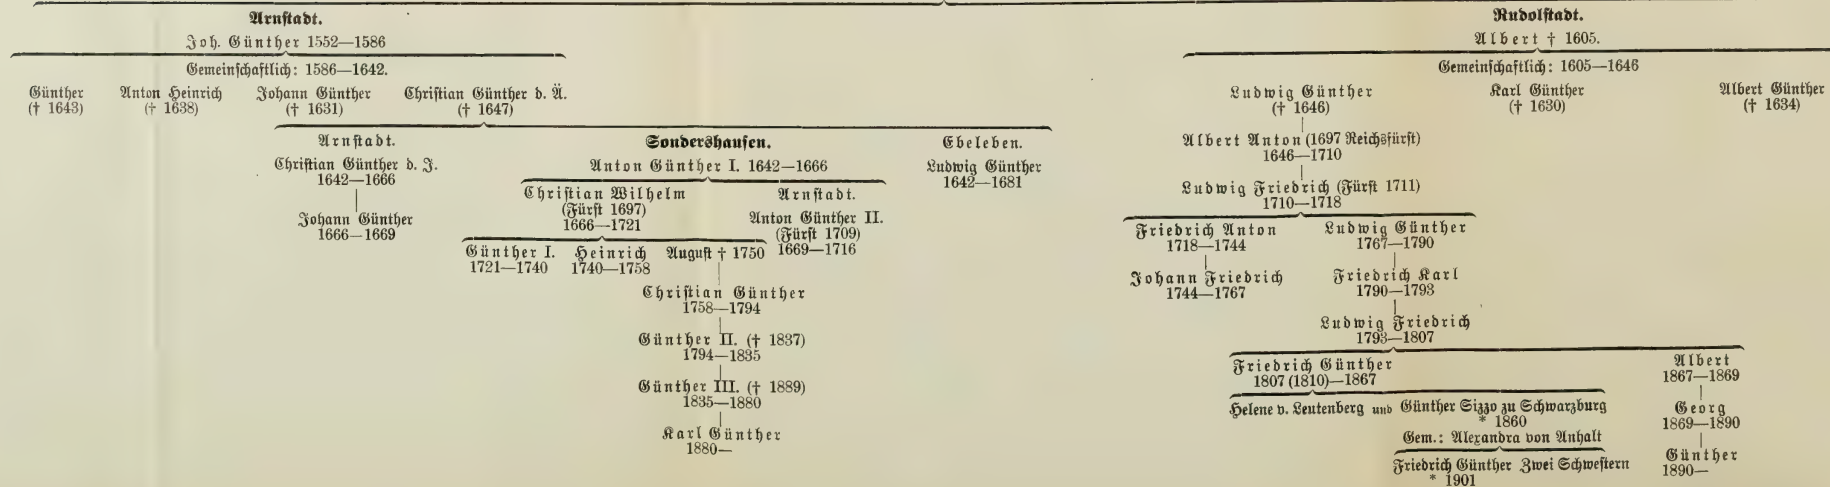 Arnstadt.
Joh. Günther 1552—1586
Gemeinschaftlich: 1586—1642.
Günther
(† 1643)
Anton Heinrich
(† 1638)
Johann Günther
(† 1631)
Christian Günther d. Ä.
(† 1647)
Arnstadt.
Christian Günther d. J.
1642—1666
Johann Günther
1666—1669
Sondershausen.
Anton Günther I. 1642—1666
Christian Wilhelm
(Fürst 1697)
1666—1721
Arnstadt.
Anton Günther II.
(Fürst 1709)
1669—1716
Günther I.
1721—1740
Heinrich
1740—1758
August † 1750
Christian Günther
1758—1794
Günther II. († 1837)
1794—1835
Günther III. († 1889)
1835—1880
Karl Günther
1880—
Ebeleben.
Ludwig Günther
1642—1681
Rudolstadt.
Albert † 1605.
Gemeinschaftlich: 1605—1646
Ludwig Günther
(† 1646)
Karl Günther
(† 1630)
Albert Günther
(† 1634)
Albert Anton (1697 Reichsfürst)
1646—1710
Ludwig Friedrich (Fürst 1711)
1710—1718
Friedrich Anton
1718—1744
Ludwig Günther
1767—1790
Johann Friedrich
1744—1767
Friedrich Karl
1790—1793
Ludwig Friedrich
1793—1807
Friedrich Günther
1807 (1810)—1867
Albert
1867—1869
Helene v. Leutenberg und Günther Sizzo zu Schwarzburg
* 1860
Gem.: Alexandra von Anhalt
Friedrich Günther Zwei Schwestern
* 1901
Georg
1869—1890
Günther
1890—